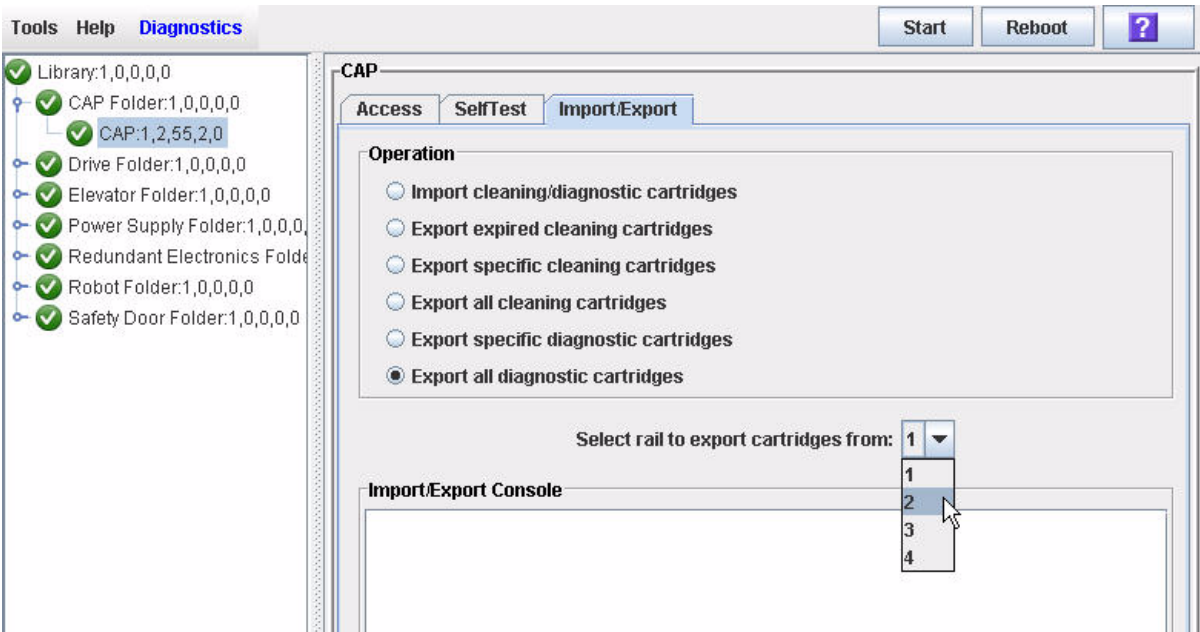 Tools Help Diagnostics Start Reboot ?
Library:1,0,0,0,0
CAP Folder:1,0,0,0,0
CAP:1,2,55,2,0
Drive Folder:1,0,0,0,0
Elevator Folder:1,0,0,0,0
Power Supply Folder:1,0,0,0,
Redundant Electronics Folde
Robot Folder:1,0,0,0,0
Safety Door Folder:1,0,0,0,0
CAP
Access SelfTest Import/Export
Operation
Import cleaning/diagnostic cartridges
Export expired cleaning cartridges
Export specific cleaning cartridges
Export all cleaning cartridges
Export specific diagnostic cartridges
Export all diagnostic cartridges
Select rail to export cartridges from: 1
1
2
3
4
Import/Export Console